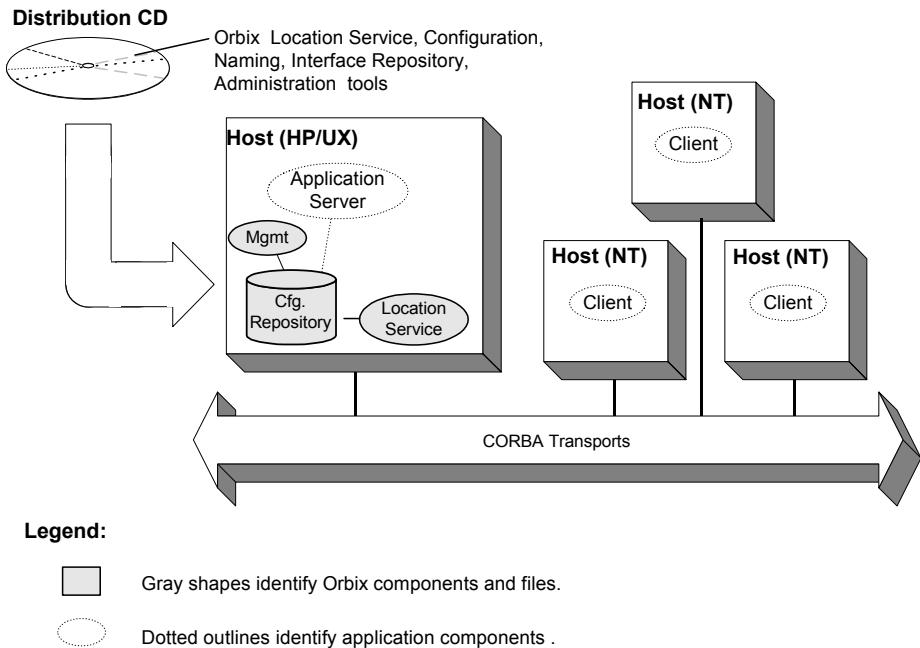 Distribution CD
Orbix Location Service, Configuration,
Naming, Interface Repository,
Administration tools
Host (HP/UX)
Application
Server
Mgmt
Cfg.
Repository
Location
Service
Host (NT)
Client
Host (NT)
Client
Host (NT)
Client
CORBA Transports
Legend:
Gray shapes identify Orbix components and files.
Dotted outlines identify application components .